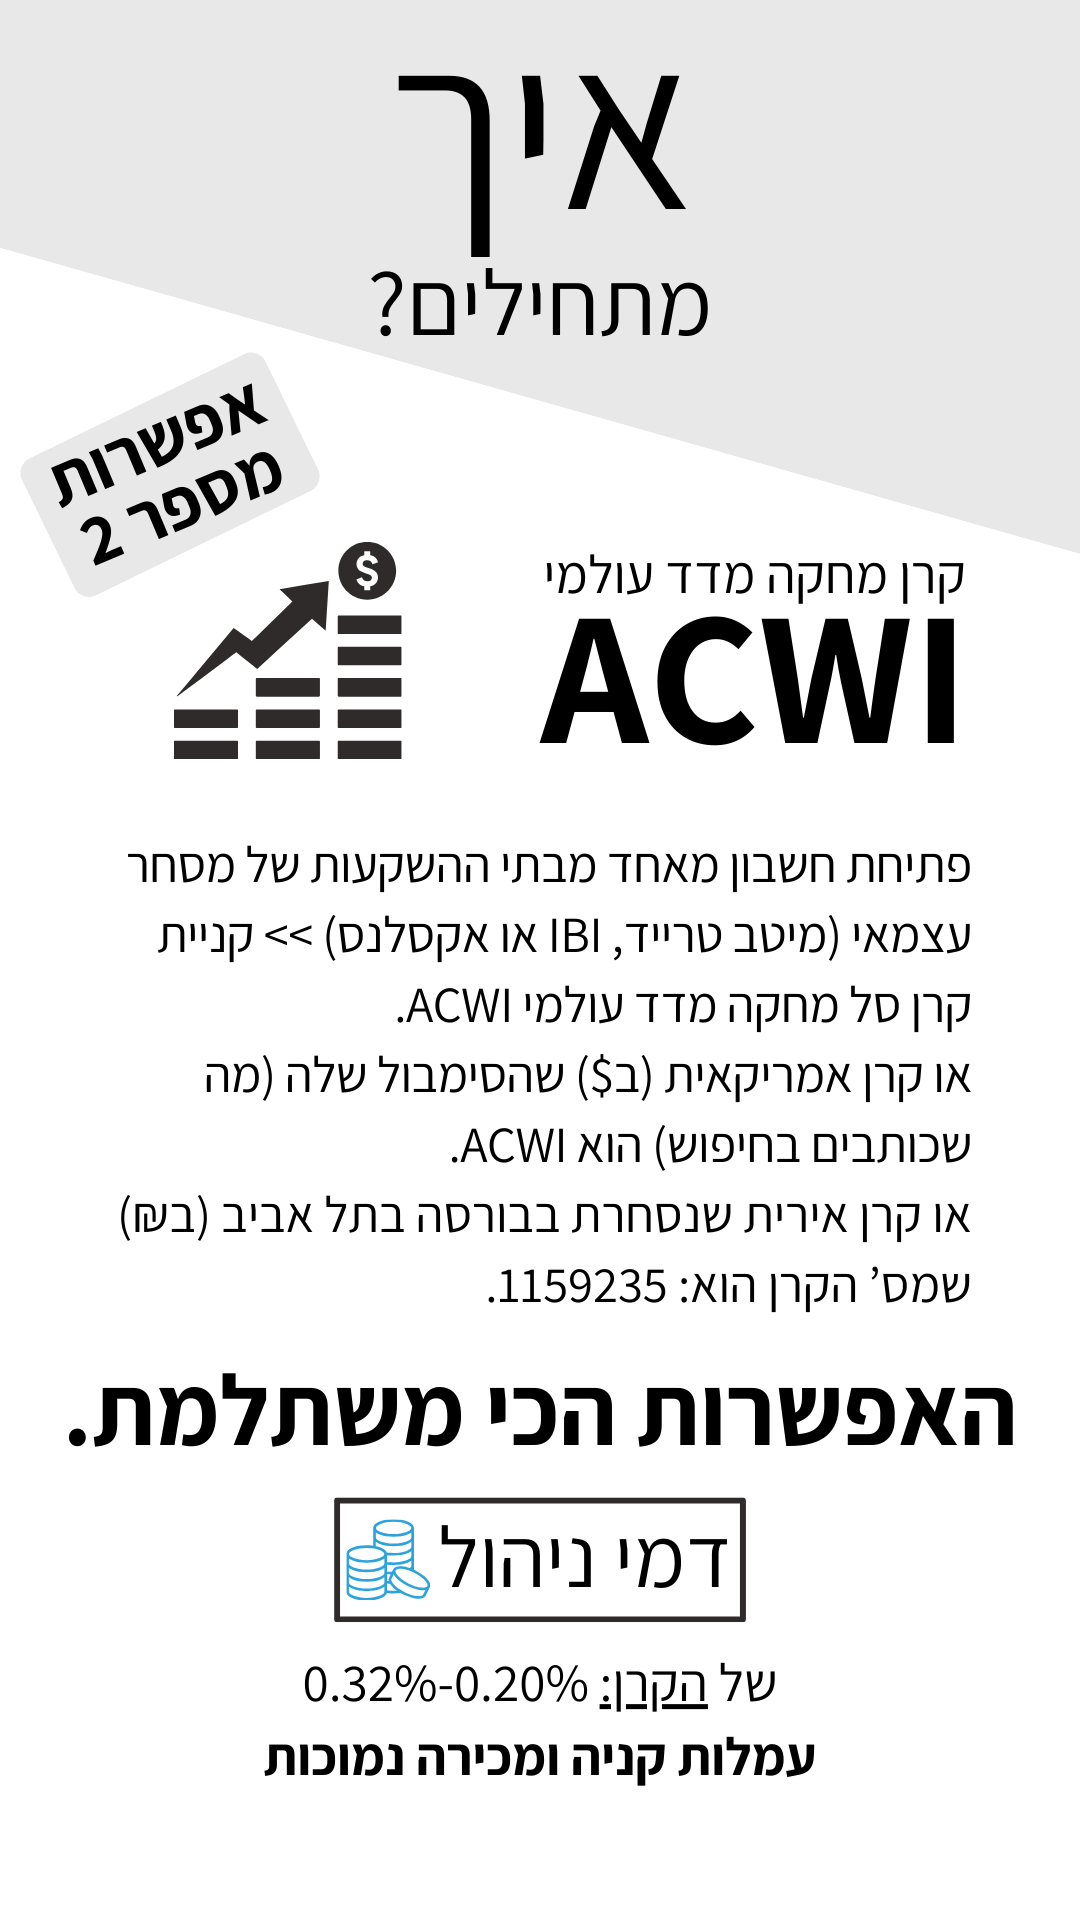 איך
מתחילים?
אפשרות
מספר 2
$
קרן מחקה מדד עולמי
ACWI
פתיחת חשבון מאחד מבתי ההשקעות של מסחר
עצמאי (מיטב טרייד, IBI או אקסלנס) >> קניית
קרן סל מחקה מדד עולמי ACWI.
או קרן אמריקאית (ב$) שהסימבול שלה (מה
שכותבים בחיפוש) הוא ACWI.
או קרן אירית שנסחרת בבורסה בתל אביב (ב₪)
שמס’ הקרן הוא: 1159235.
האפשרות הכי משתלמת.
דמי ניהול
של הקרן: 0.32%-0.20%
עמלות קניה ומכירה נמוכות